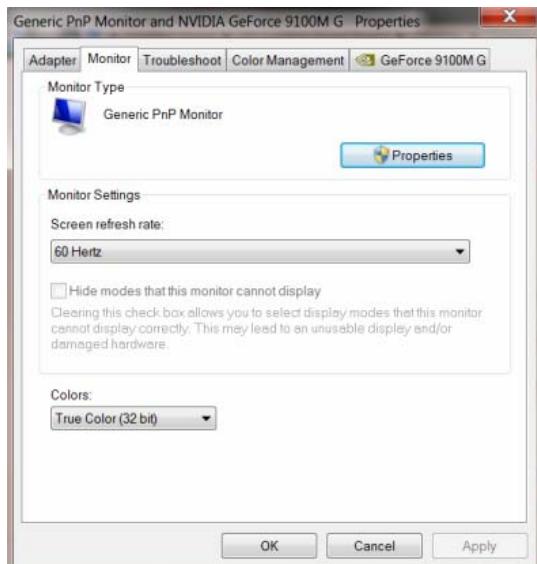 Generic PnP Monitor and NVIDIA GeForce 9100M G Properties
Adapter Monitor Troubleshoot Color Management GeForce 9100M G
Monitor Type
Generic PnP Monitor
Properties
Monitor Settings
Screen refresh rate:
60 Hertz
Hide modes that this monitor cannot display
Clearing this check box allows you to select display modes that this monitor
cannot display correctly. This may lead to an unusable display and/or
damaged hardware.
Colors:
True Color (32 bit)
OK Cancel Apply